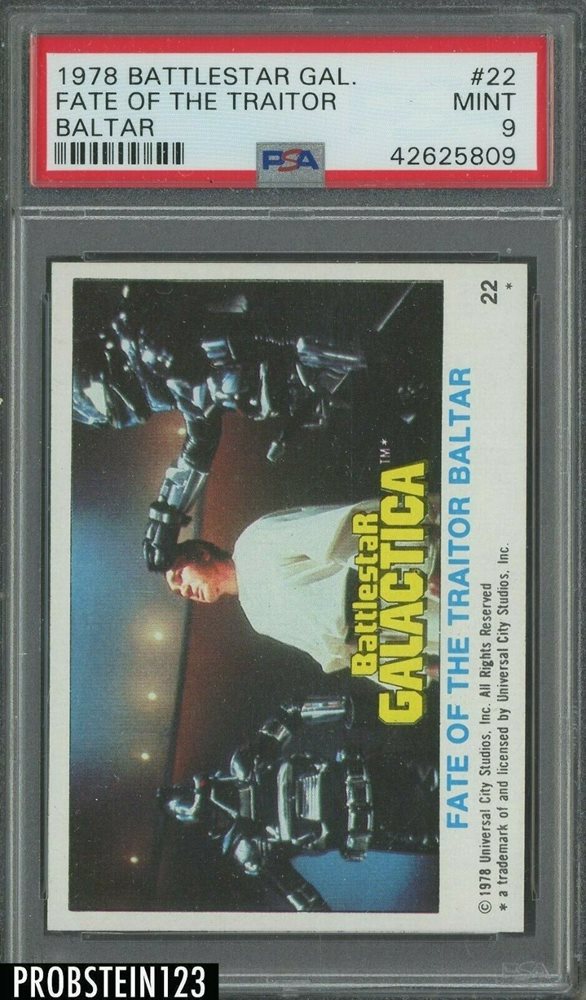 1978 BATTLESTAR GAL. #22
FATE OF THE TRAITOR MINT
BALTAR 9
PSA 42625809
BattlestaR
GALACTICA TM*
FATE OF THE TRAITOR BALTAR 22
© 1978 Universal City Studios, Inc. All Rights Reserved *
* a trademark of and licensed by Universal City Studios, Inc.
PROBSTEIN123